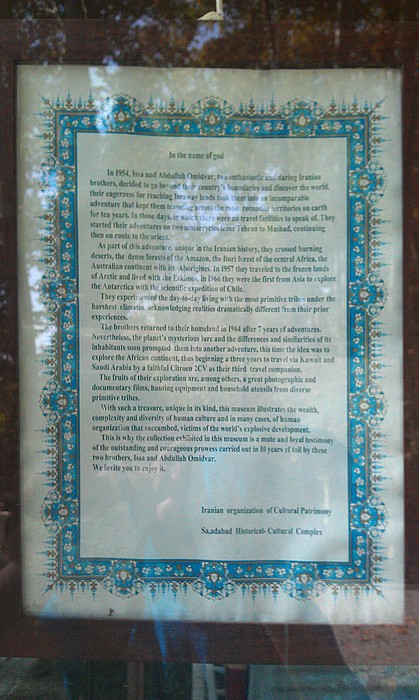 In the name of god
In 1954, Issa and Abdullah Omidvar, two enthusiastic and daring Iranian
brothers, decided to go beyond their country's boundaries and discover the world.
their eagerness for reaching faraway lands took them into an incomparable
adventure that kept them traveling across the most recondite territories on earth
for ten years. In those days, in which there were no travel facilities to speak of. They
started their adventures on two motorcycles from Tehran to Mashad, continuing
then on route to the orient.
As part of this adventure, unique in the Iranian history, they crossed burning
deserts, the dense forests of the Amazon, the Ituri forest of the central Africa, the
Australian continent with its Aborigines. In 1957 they traveled to the frozen lands
of Arctic and lived with the Eskimos, in 1966 they were the first from Asia to explore
the Antarctica with the scientific expedition of Chile.
They experimented the day-to-day living with the most primitive tribes under the
harshest climates, acknowledging realities dramatically different from their prior
experiences.
The brothers returned to their homeland in 1964 after 7 years of adventures.
Nevertheless, the planet's mysterious lure and the differences and similarities of its
inhabitants soon prompted them into another adventure, this time the idea was to
explore the African continent, thus beginning a three years to travel via Kuwait and
Saudi Arabia by a faithful Citroen 2CV as their third travel companion.
The fruits of their exploration are, among others, a great photographic and
documentary films, hunting equipment and household utensils from diverse
primitive tribes.
With such a treasure, unique in its kind, this museum illustrates the wealth,
complexity and diversity of human culture and in many cases, of human
organization that succumbed, victims of the world's explosive development.
This is why the collection exhibited in this museum is a mute and loyal testimony
of the outstanding and courageous prowess carried out in 10 years of toil by these
two brothers, Issa and Abdullah Omidvar.
We invite you to enjoy it.
Iranian organization of Cultural Patrimony
Sa,adabad Historical- Cultural Complex